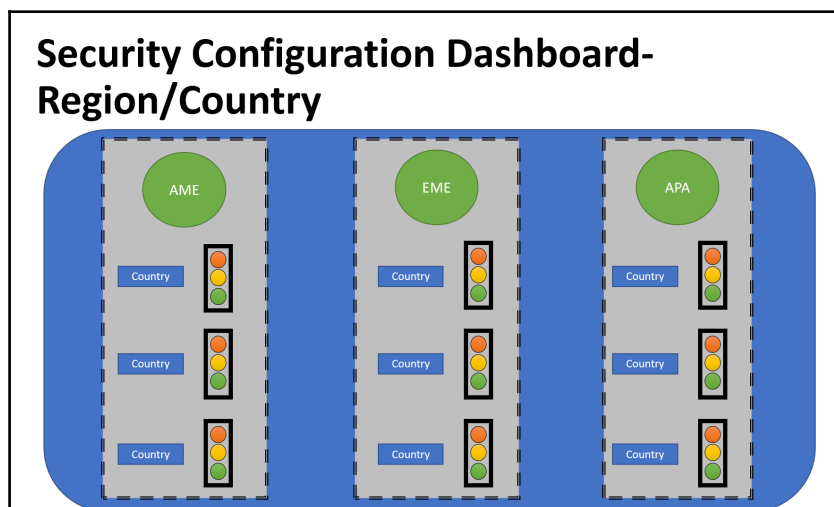 Security Configuration Dashboard-
Region/Country
AME
EME
APA
Country
Country
Country
Country
Country
Country
Country
Country
Country